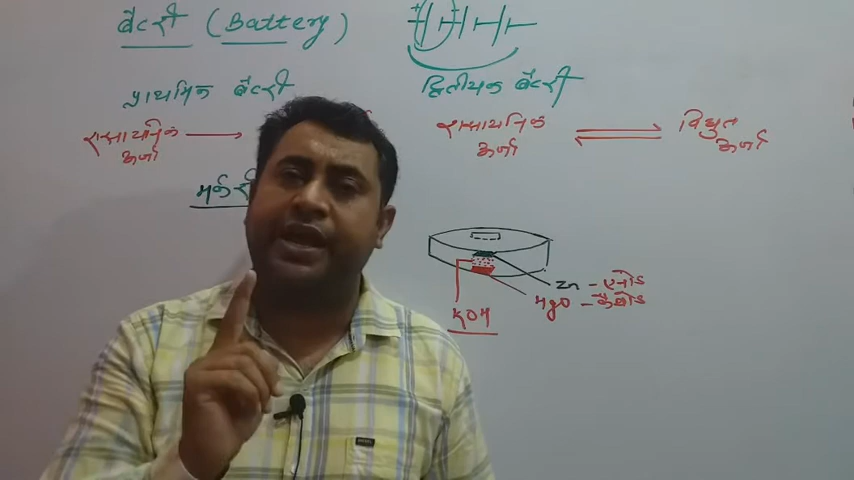 बैटरी (Battery)
प्राथमिक बैटरी
द्वितीयक बैटरी
रासायनिक
ऊर्जा
रासायनिक
ऊर्जा
विद्युत
ऊर्जा
Zn - एनोड
HgO - कैथोड
KOH